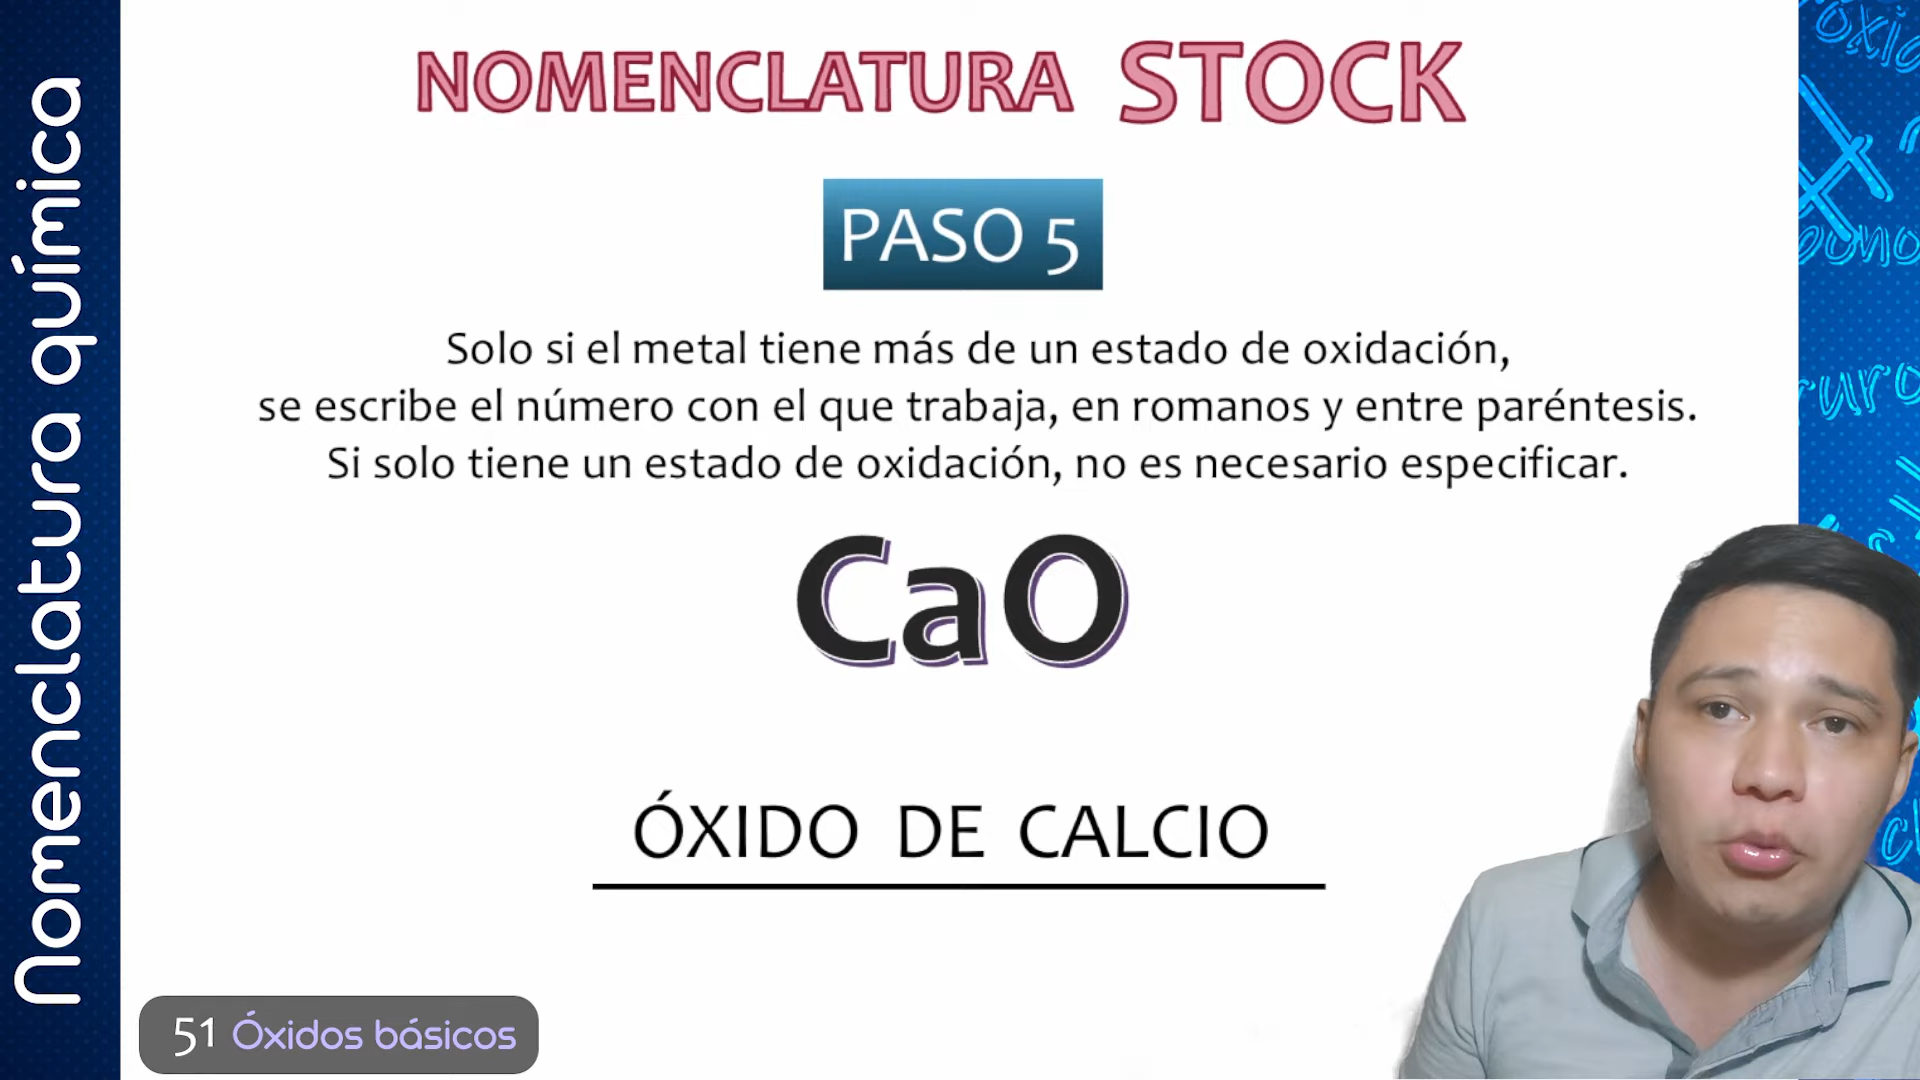 Nomenclatura química
NOMENCLATURA STOCK
PASO 5
Solo si el metal tiene más de un estado de oxidación,
se escribe el número con el que trabaja, en romanos y entre paréntesis.
Si solo tiene un estado de oxidación, no es necesario especificar.
CaO
ÓXIDO DE CALCIO
51 Óxidos básicos